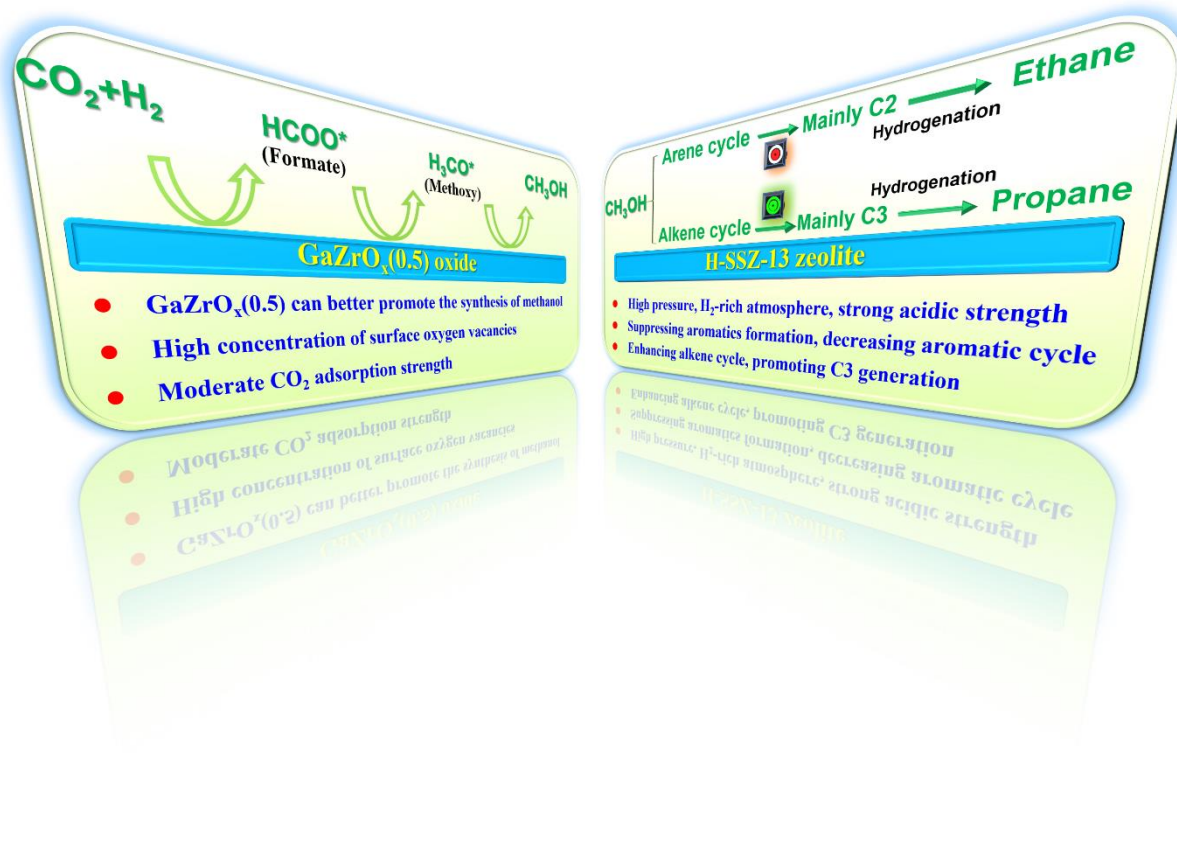 CO₂+H₂
HCOO*
(Formate)
H₃CO*
(Methoxy)
CH₃OH
GaZrOₓ(0.5) oxide
GaZrOₓ(0.5) can better promote the synthesis of methanol
High concentration of surface oxygen vacancies
Moderate CO₂ adsorption strength
CH₃OH
Arene cycle
Mainly C2
Hydrogenation
Ethane
Alkene cycle
Mainly C3
Hydrogenation
Propane
H-SSZ-13 zeolite
High pressure, H₂-rich atmosphere, strong acidic strength
Suppressing aromatics formation, decreasing aromatic cycle
Enhancing alkene cycle, promoting C3 generation